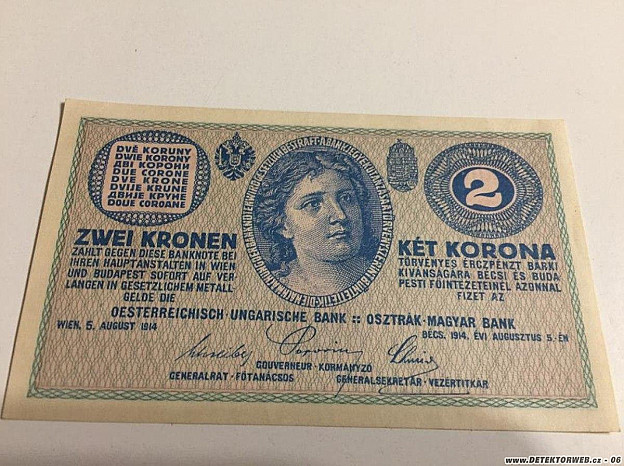 DVĚ KORUNY
DWIE KORONY
ДВІ КОРОНИ
DUE CORONE
DVE KRONE
DVIJE KRUNE
ДВИЈЕ КРУНЕ
DOUE COROANE
2
ZWEI KRONEN
ZAHLT GEGEN DIESE BANKNOTE BEI
IHREN HAUPTANSTALTEN IN WIEN
UND BUDAPEST SOFORT AUF VER-
LANGEN IN GESETZLICHEM METALL-
GELDE DIE
KÉT KORONA
TÖRVÉNYES ÉRCZPÉNZT BÁRKI
KIVÁNSÁGÁRA BÉCSI ÉS BUDA
PESTI FŐINTÉZETEINÉL AZONNAL
FIZET AZ
OESTERREICHISCH-UNGARISCHE BANK :: OSZTRÁK-MAGYAR BANK
WIEN, 5. AUGUST 1914
BÉCS, 1914. ÉVI AUGUSZTUS 5.-ÉN
GOUVERNEUR-KORMÁNYZÓ
GENERALRAT-FŐTANÁCSOS
GENERALSEKRETÄR-VEZÉRTITKÁR
www.DETEKTORWEB.cz - 06